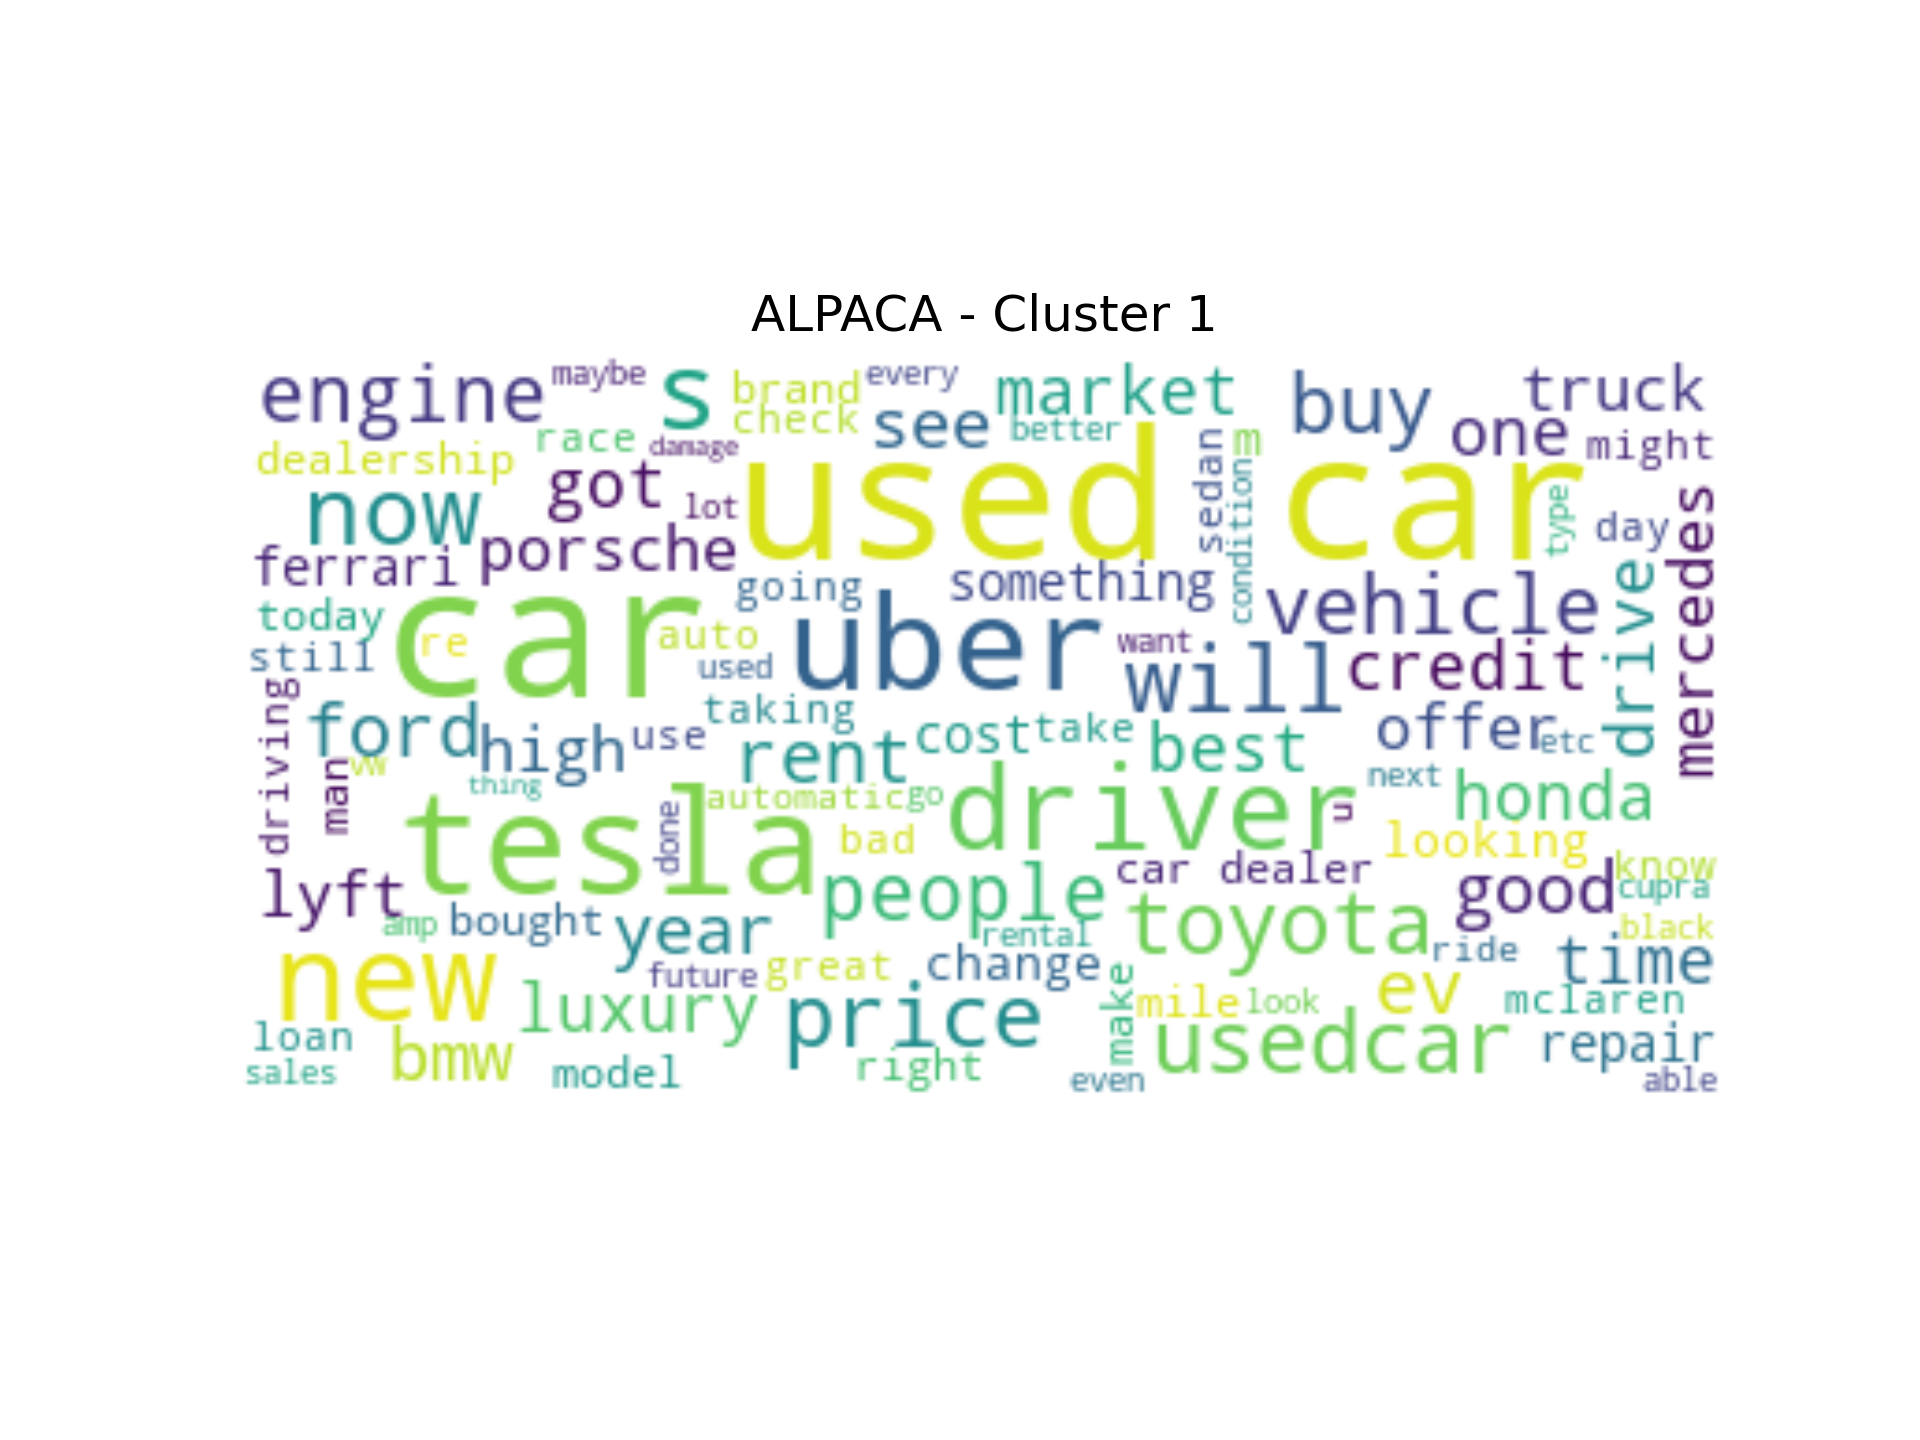 ALPACA - Cluster 1
engine maybe s brand every market buy truck
check see better one might
race damage
dealership
used car
sedan m condition type
now got lot day mercedes
ferrari porsche
going something vehicle drive
today car re auto uber want will credit
still used
driving ford high use taking rent cost take best offer etc
man vw thing
tesla done automatic go driver u next honda
bad looking
lyft people car dealer good know
cupra
amp bought year toyota black
rental ride time
new future great change
luxury price make mile look ev mclaren
loan bmw usedcar repair
sales model right even able